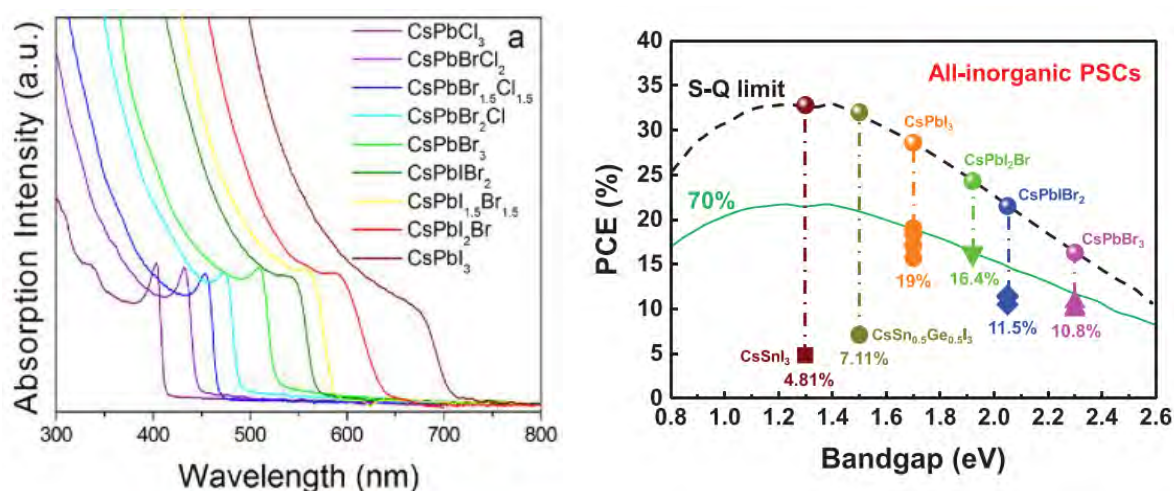 a
CsPbCl₃
CsPbBrCl₂
CsPbBr₁.₅Cl₁.₅
CsPbBr₂Cl
CsPbBr₃
CsPbIBr₂
CsPbI₁.₅Br₁.₅
CsPbI₂Br
CsPbI₃
Absorption Intensity (a.u.)
300 400 500 600 700 800
Wavelength (nm)
All-inorganic PSCs
S-Q limit
CsPbI₃
CsPbI₂Br
CsPbIBr₂
CsPbBr₃
70%
19%
16.4%
11.5%
10.8%
CsSnI₃
4.81%
CsSn₀.₅Ge₀.₅I₃
7.11%
PCE (%)
40
35
30
25
20
15
10
5
0
0.8 1.0 1.2 1.4 1.6 1.8 2.0 2.2 2.4 2.6
Bandgap (eV)